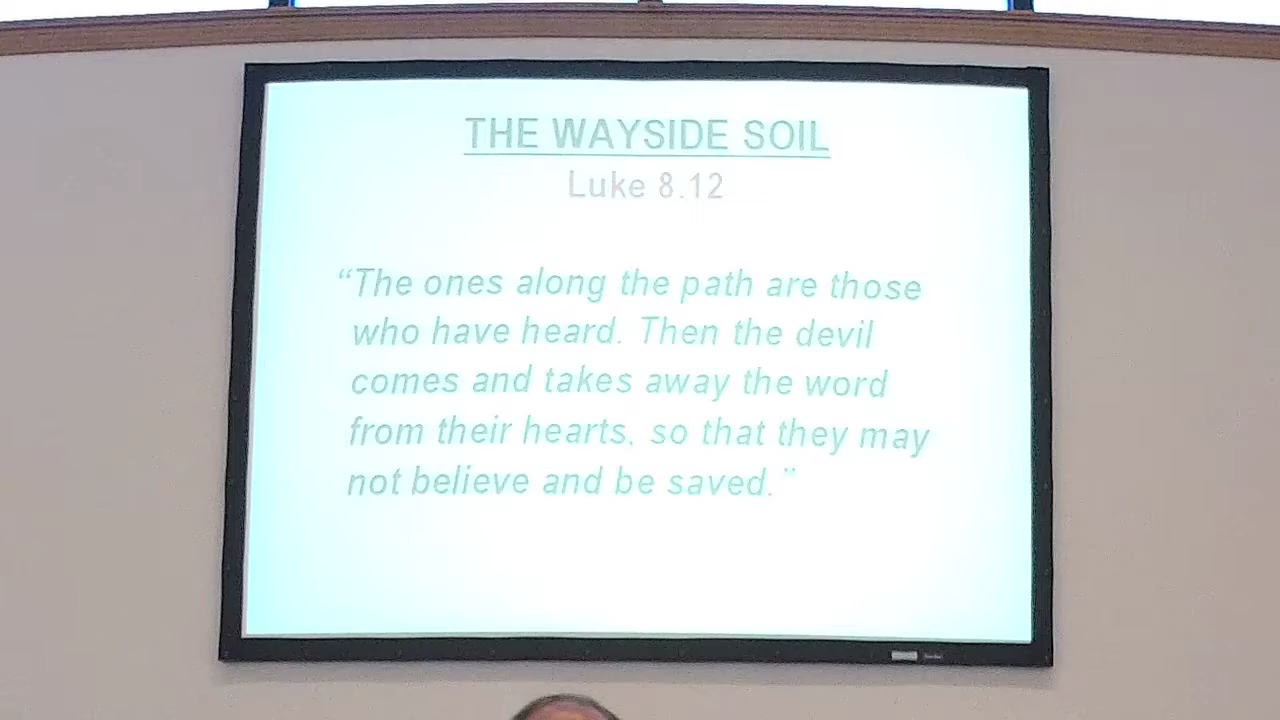 THE WAYSIDE SOIL
Luke 8.12
“The ones along the path are those
who have heard. Then the devil
comes and takes away the word
from their hearts, so that they may
not believe and be saved.”